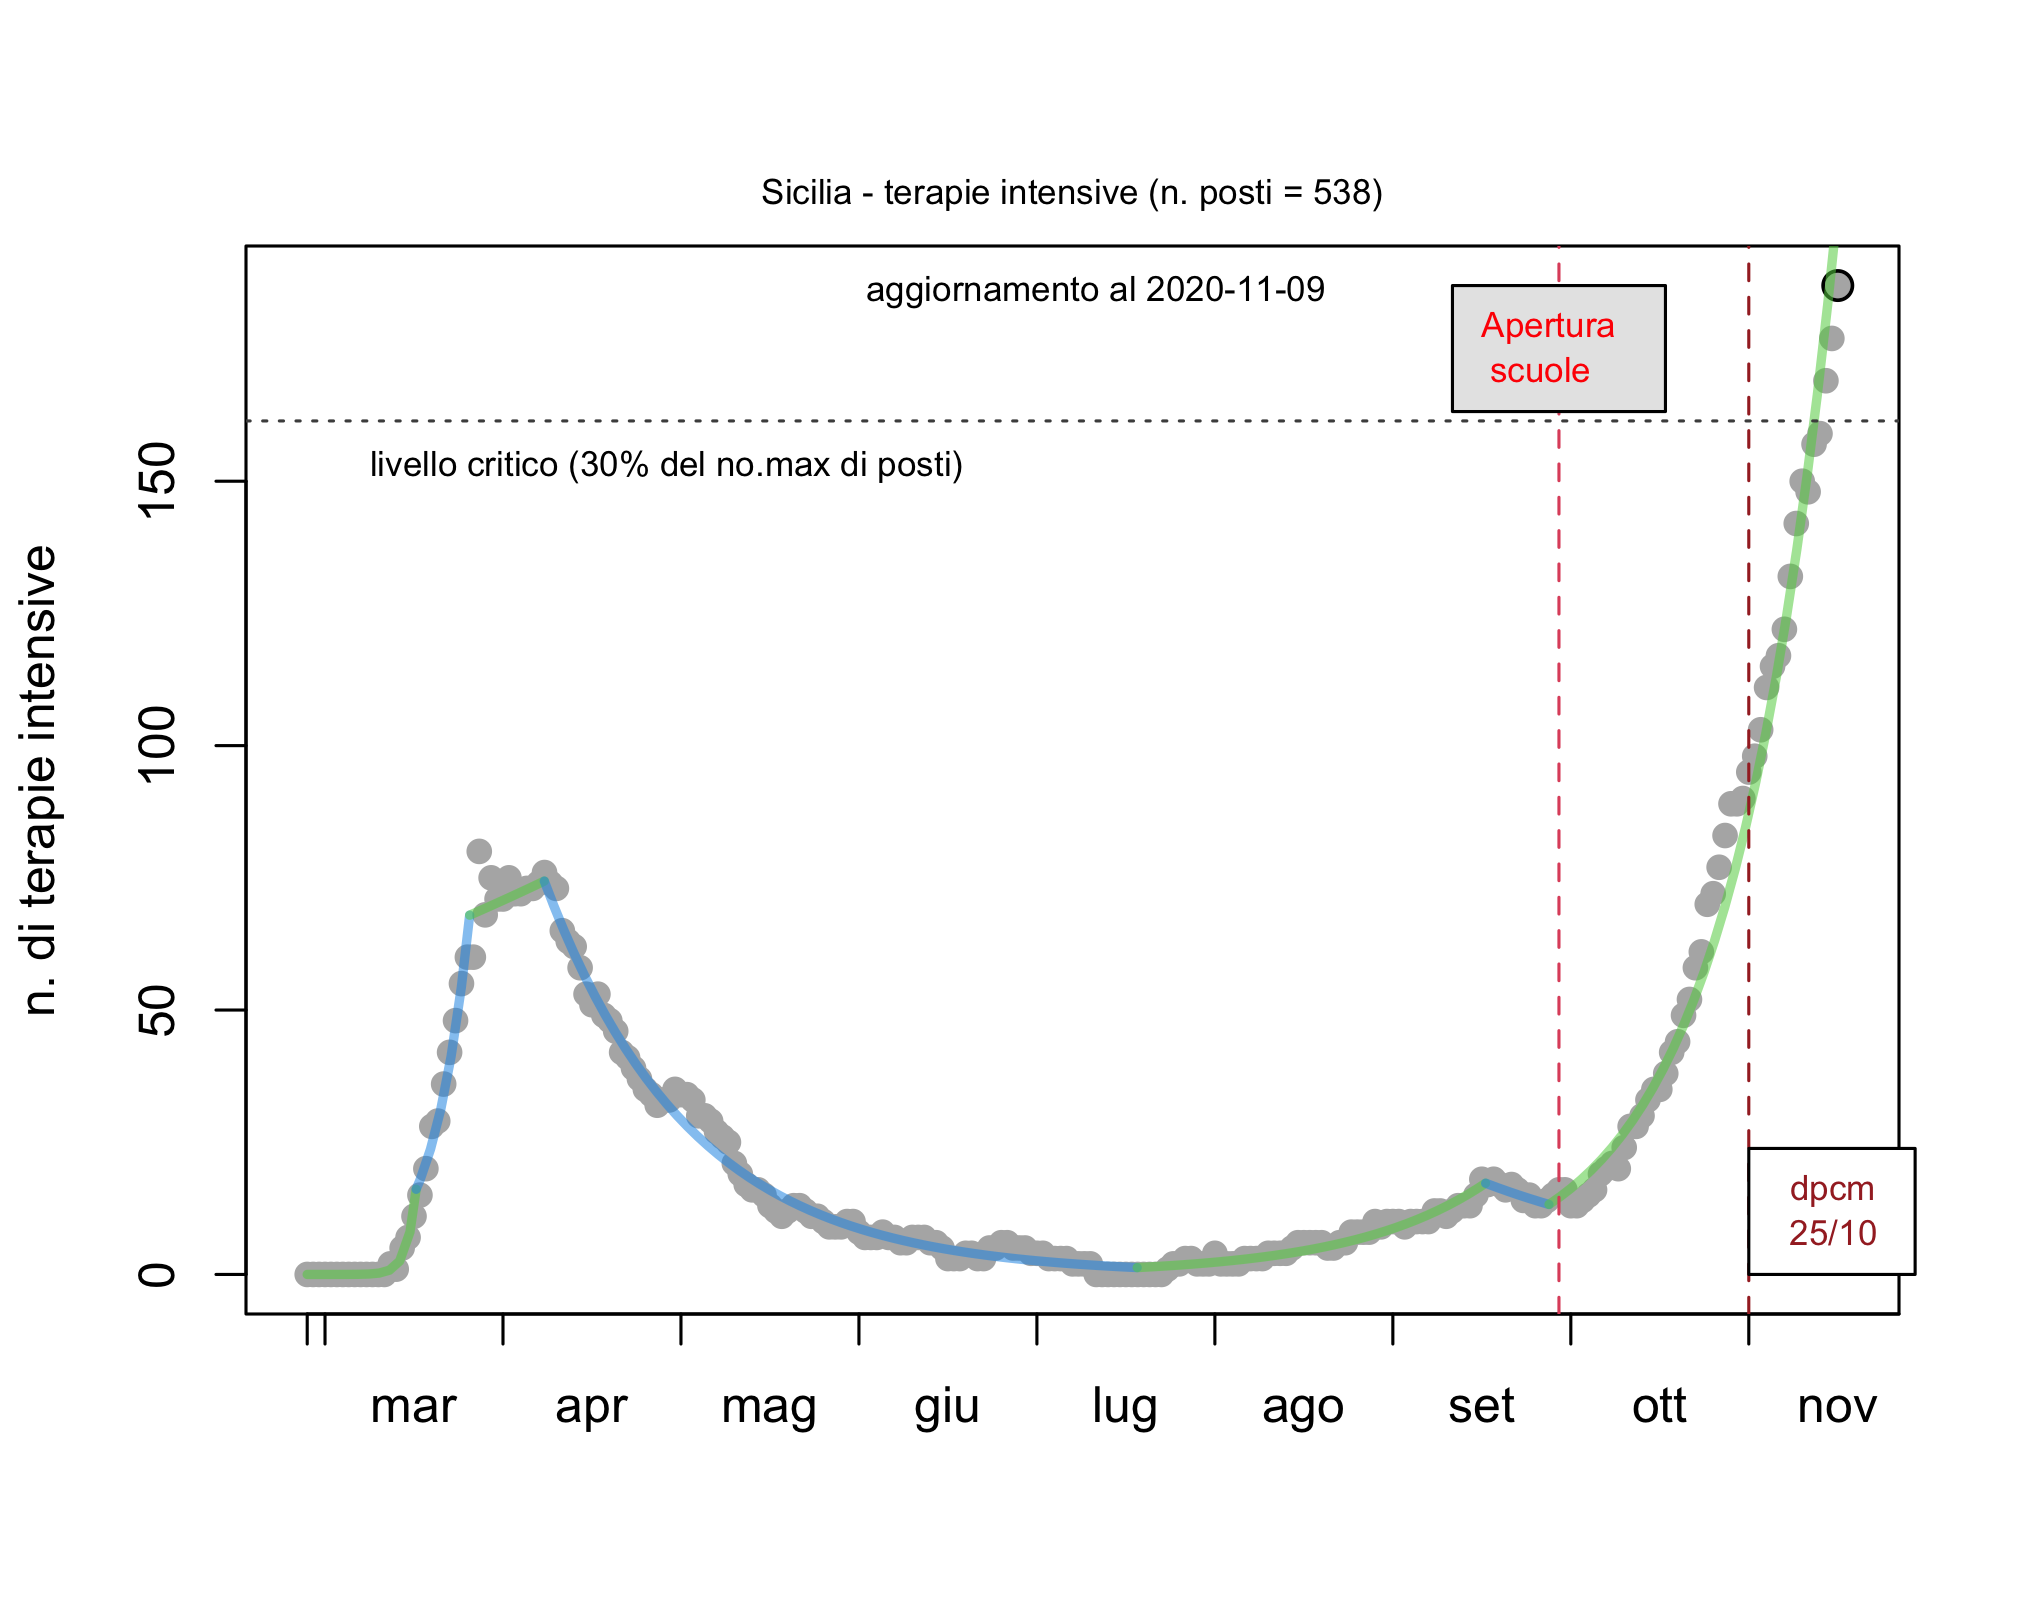 Sicilia - terapie intensive (n. posti = 538)
aggiornamento al 2020-11-09
Apertura
scuole
livello critico (30% del no.max di posti)
n. di terapie intensive
150
100
50
0
dpcm
25/10
mar apr mag giu lug ago set ott nov